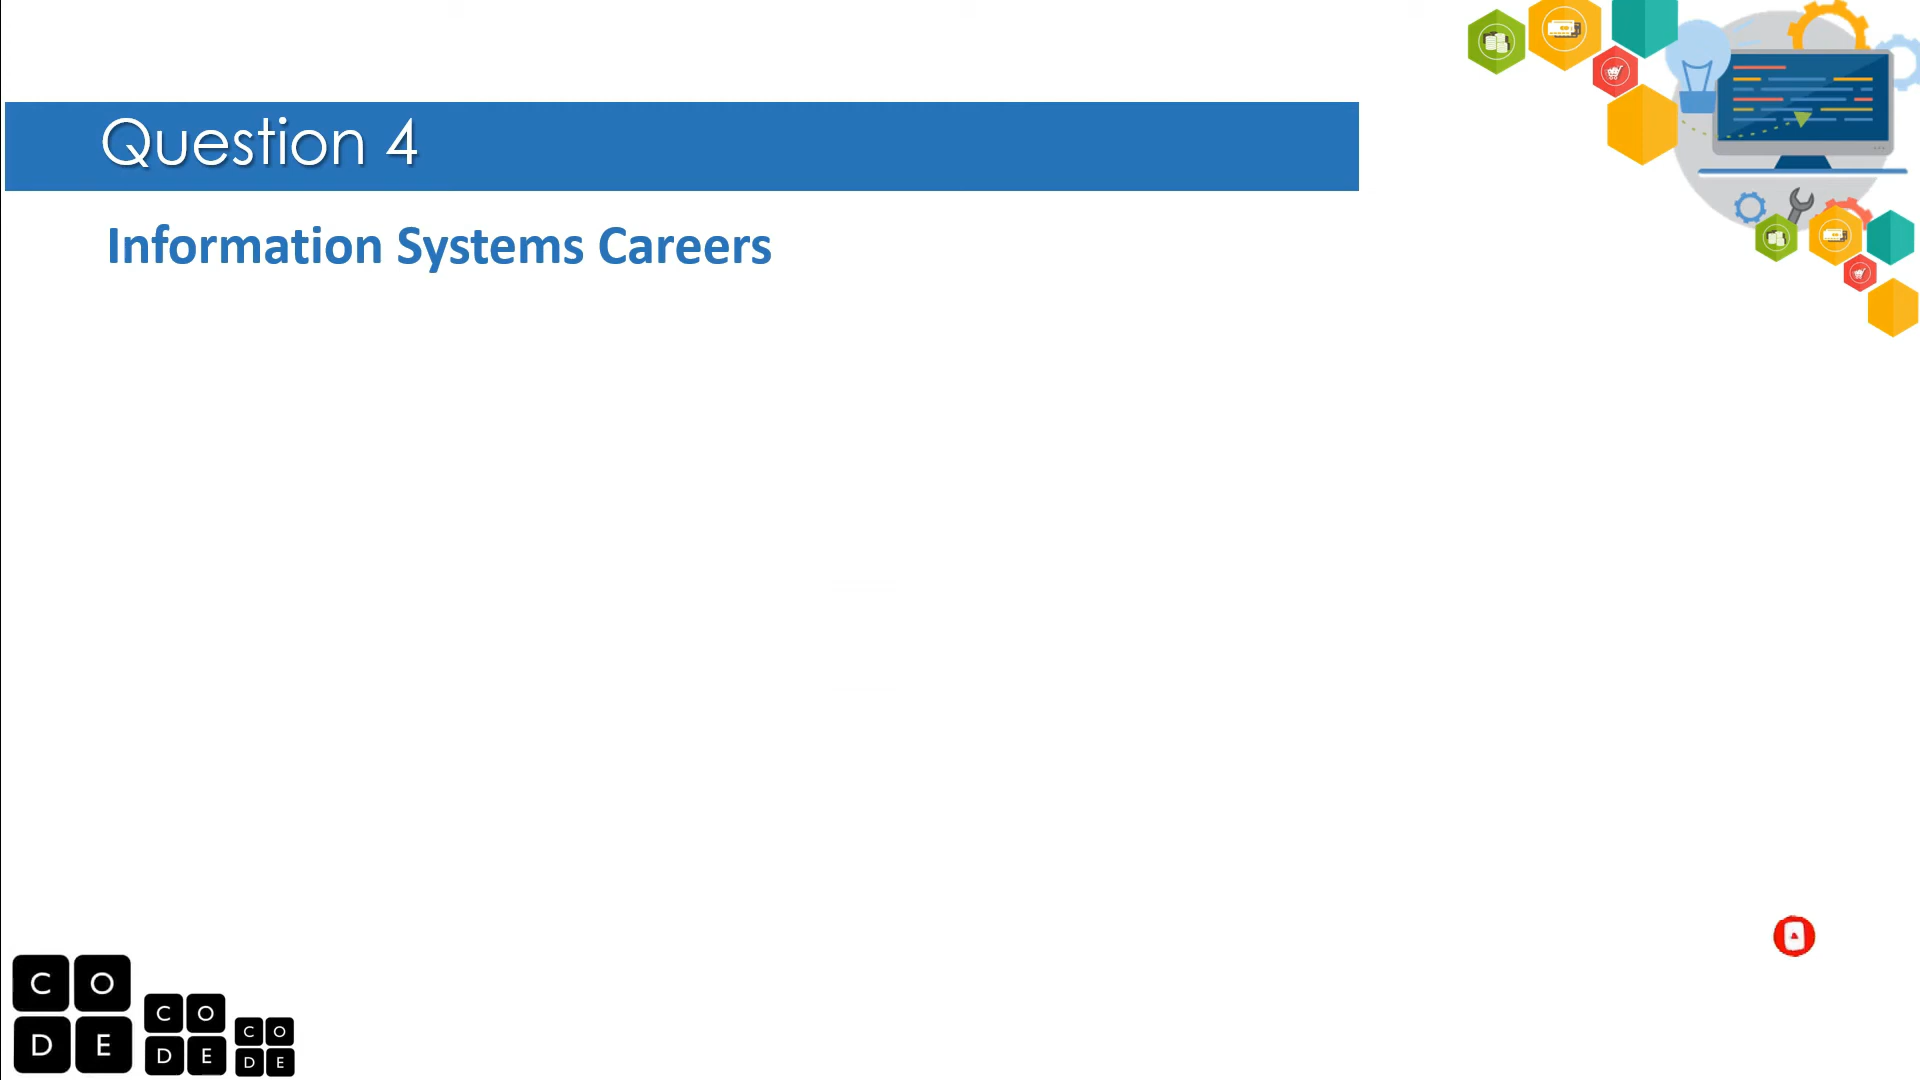 Question 4
Information Systems Careers
C O
D E
C O
D E
C O
D E